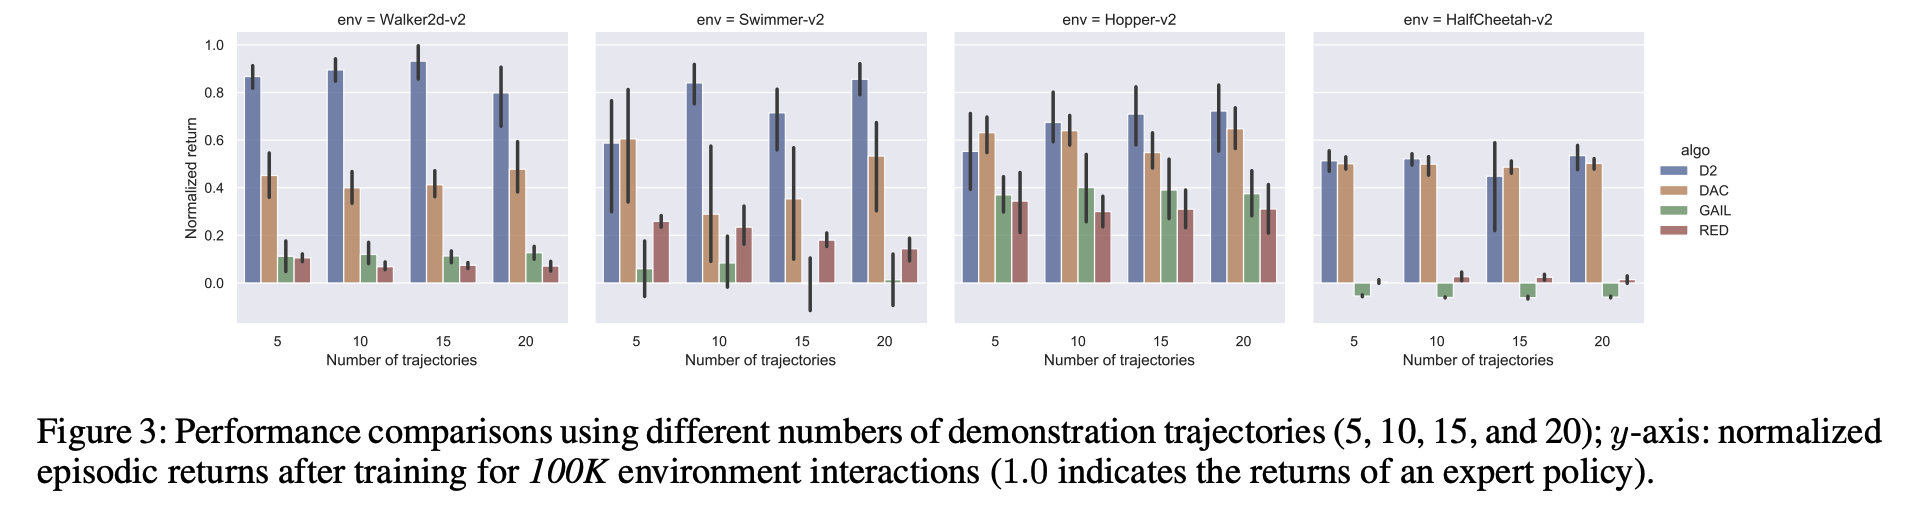 env = Walker2d-v2
env = Swimmer-v2
env = Hopper-v2
env = HalfCheetah-v2
Normalized return
1.0
0.8
0.6
0.4
0.2
0.0
5 10 15 20
5 10 15 20
5 10 15 20
5 10 15 20
Number of trajectories
Number of trajectories
Number of trajectories
Number of trajectories
algo
D2
DAC
GAIL
RED
Figure 3: Performance comparisons using different numbers of demonstration trajectories (5, 10, 15, and 20); y-axis: normalized
episodic returns after training for 100K environment interactions (1.0 indicates the returns of an expert policy).